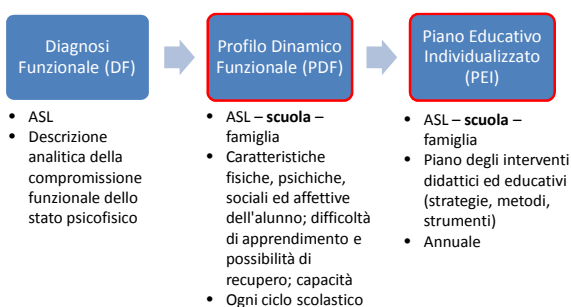 Diagnosi
Funzionale (DF)
Profilo Dinamico
Funzionale (PDF)
Piano Educativo
Individualizzato
(PEI)
• ASL
• Descrizione
analitica della
compromissione
funzionale dello
stato psicofisico
• ASL – scuola –
famiglia
• Caratteristiche
fisiche, psichiche,
sociali ed affettive
dell'alunno; difficoltà
di apprendimento e
possibilità di
recupero; capacità
• Ogni ciclo scolastico
• ASL – scuola –
famiglia
• Piano degli interventi
didattici ed educativi
(strategie, metodi,
strumenti)
• Annuale